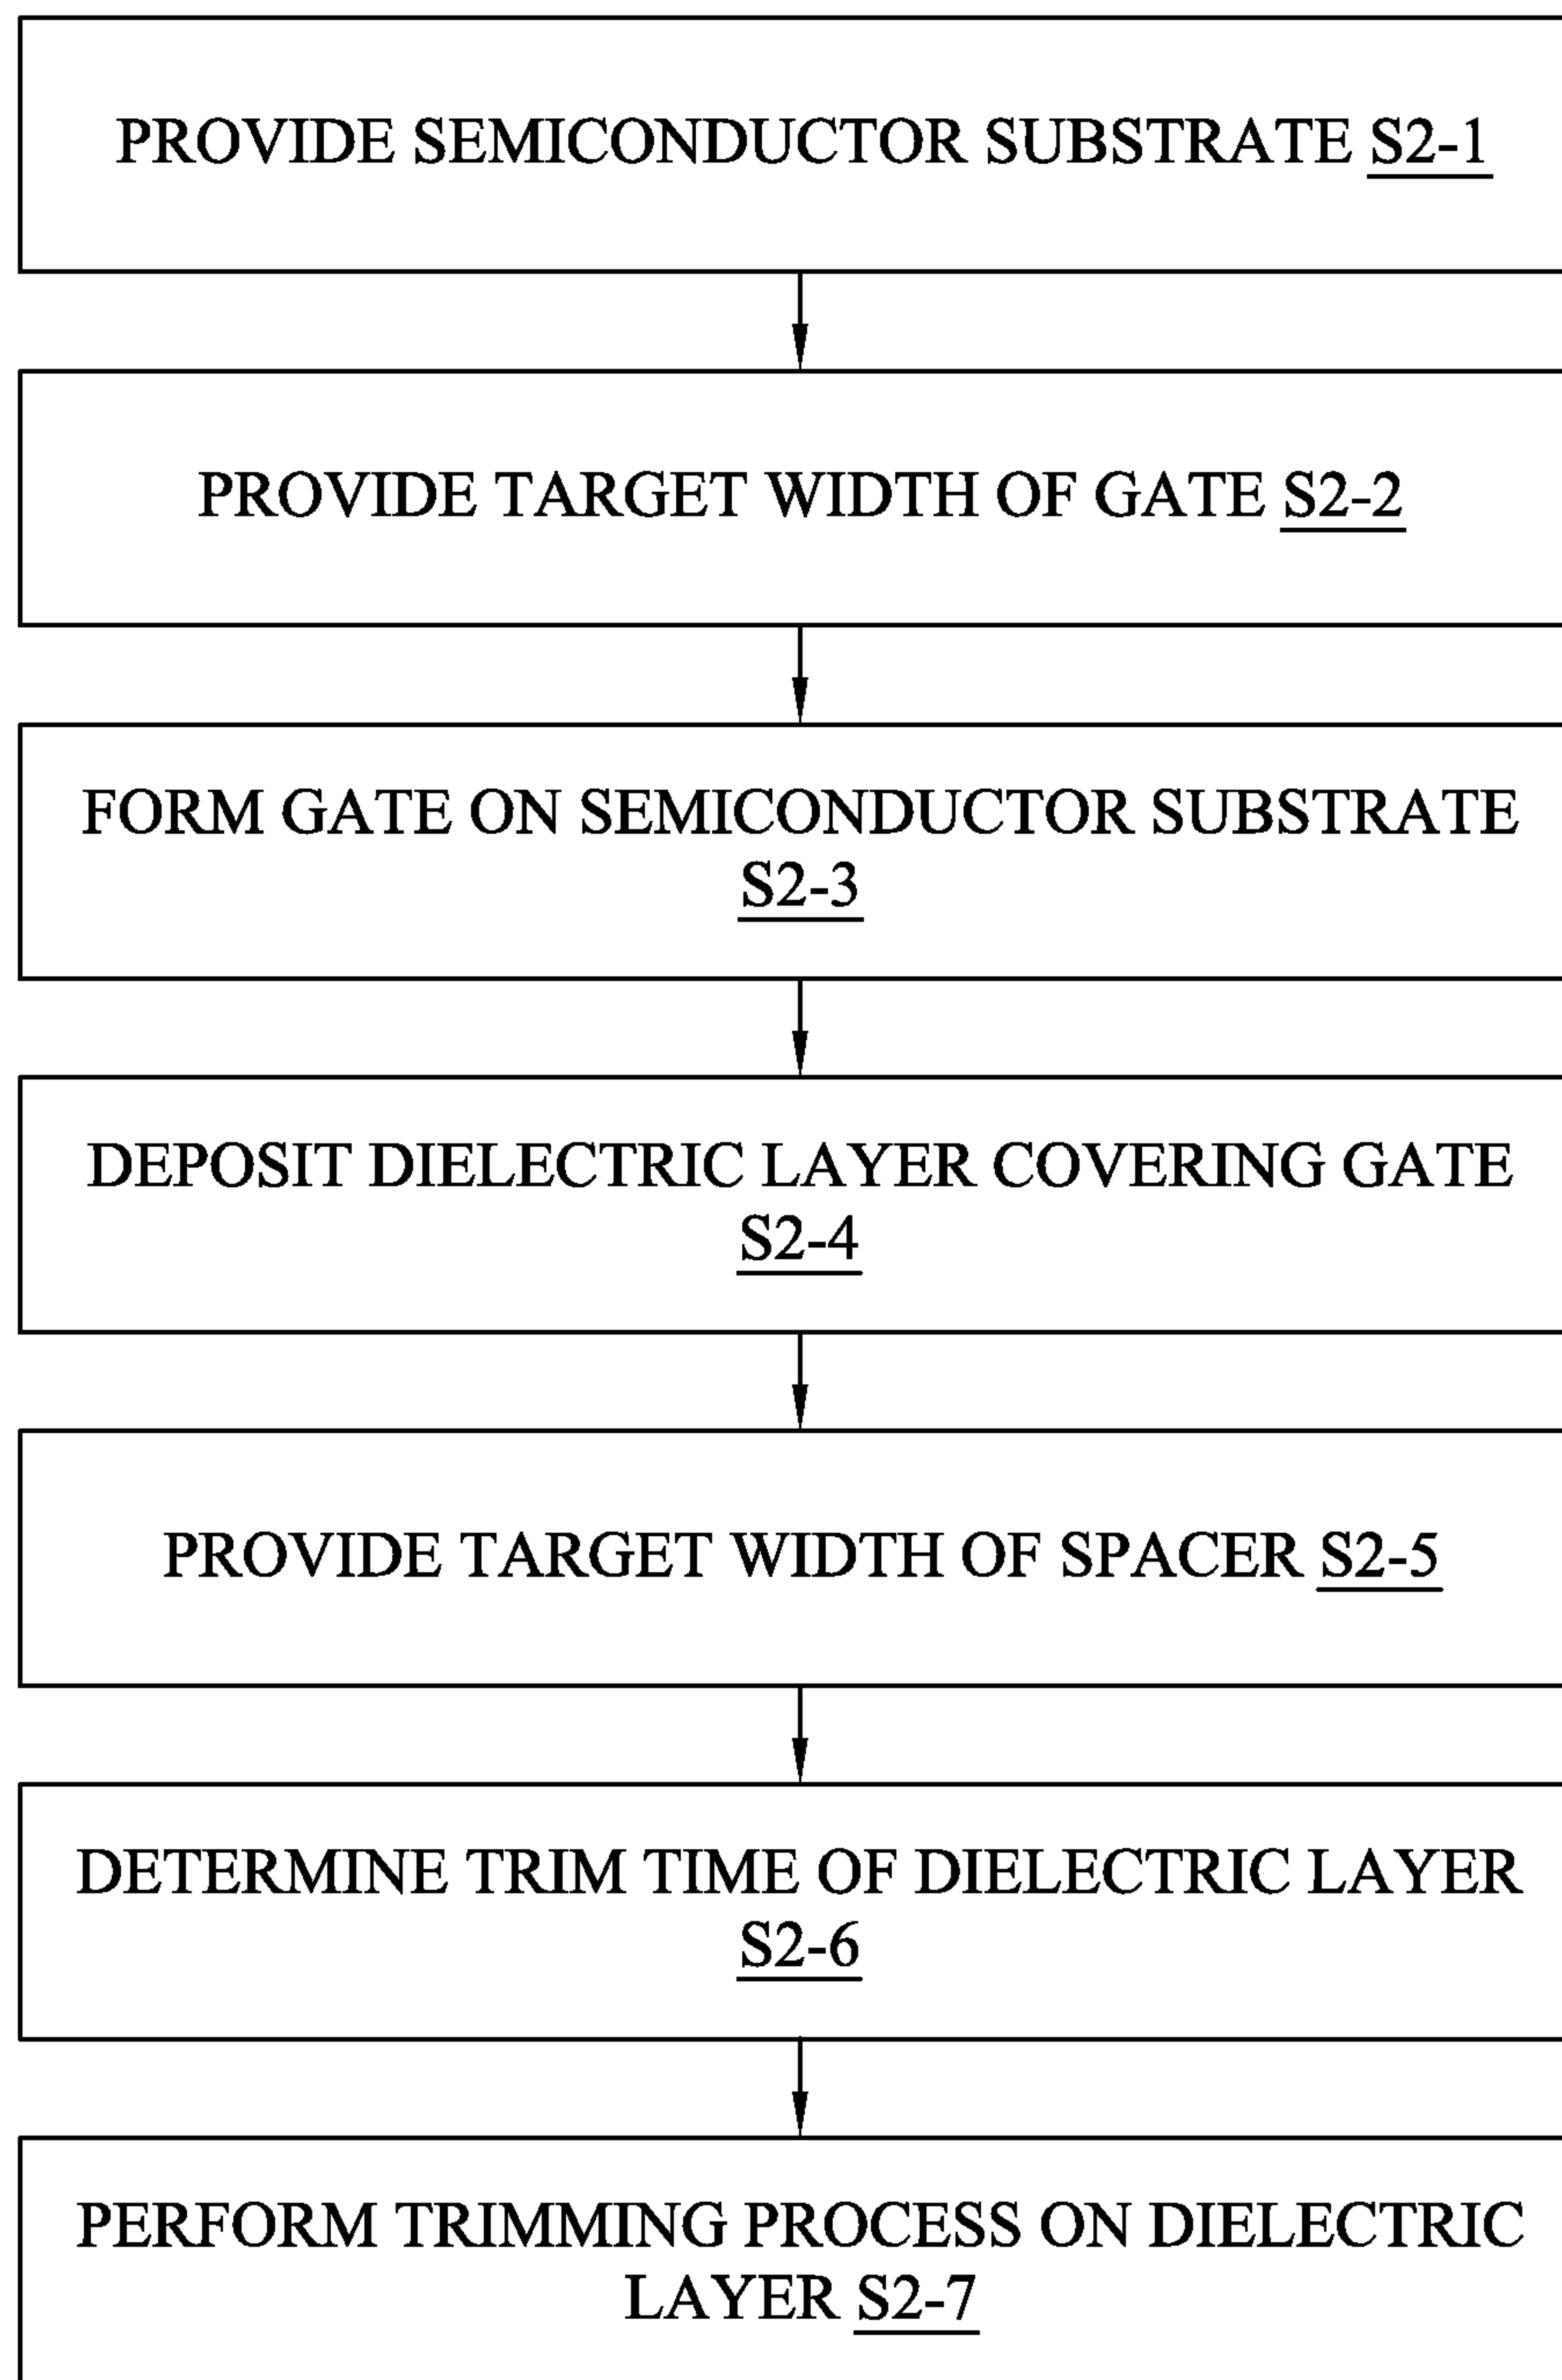 PROVIDE SEMICONDUCTOR SUBSTRATE S2-1
PROVIDE TARGET WIDTH OF GATE S2-2
FORM GATE ON SEMICONDUCTOR SUBSTRATE
S2-3
DEPOSIT DIELECTRIC LAYER COVERING GATE
S2-4
PROVIDE TARGET WIDTH OF SPACER S2-5
DETERMINE TRIM TIME OF DIELECTRIC LAYER
S2-6
PERFORM TRIMMING PROCESS ON DIELECTRIC
LAYER S2-7